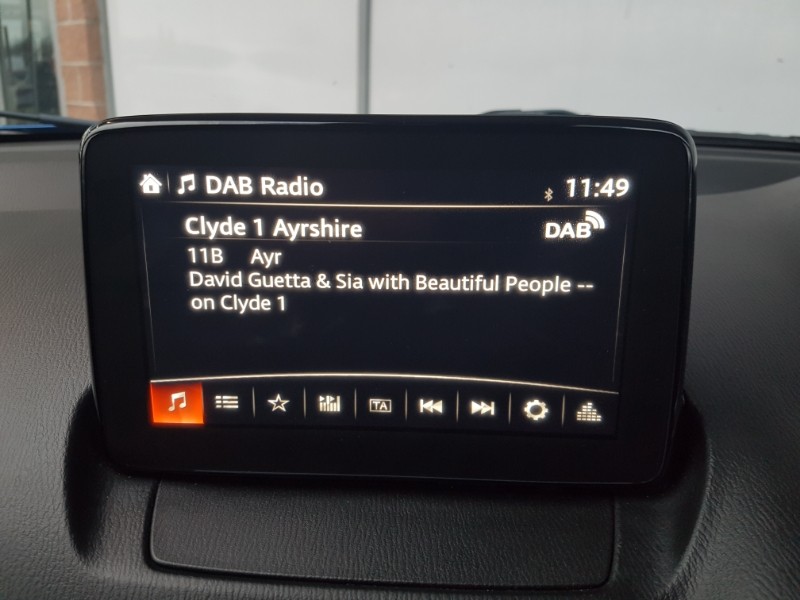 DAB Radio 11:49
Clyde 1 Ayrshire DAB
11B Ayr
David Guetta & Sia with Beautiful People --
on Clyde 1
TA